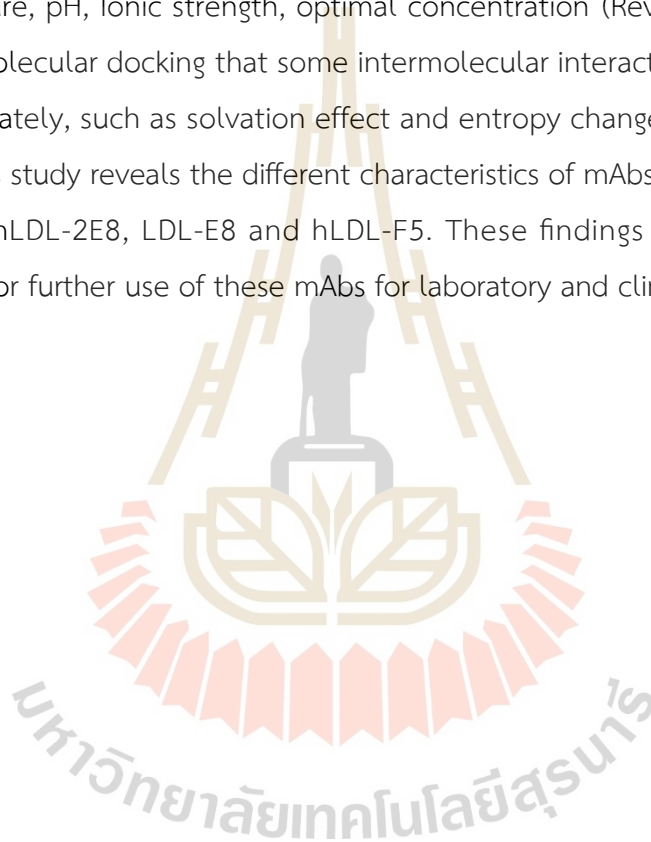 are, pH, Ionic strength, optimal concentration (Rev
olecular docking that some intermolecular interact
ately, such as solvation effect and entropy change
s study reveals the different characteristics of mAbs
hLDL-2E8, LDL-E8 and hLDL-F5. These findings
or further use of these mAbs for laboratory and clin
มหาวิทยาลัยเทคโนโลยีสุรนารี